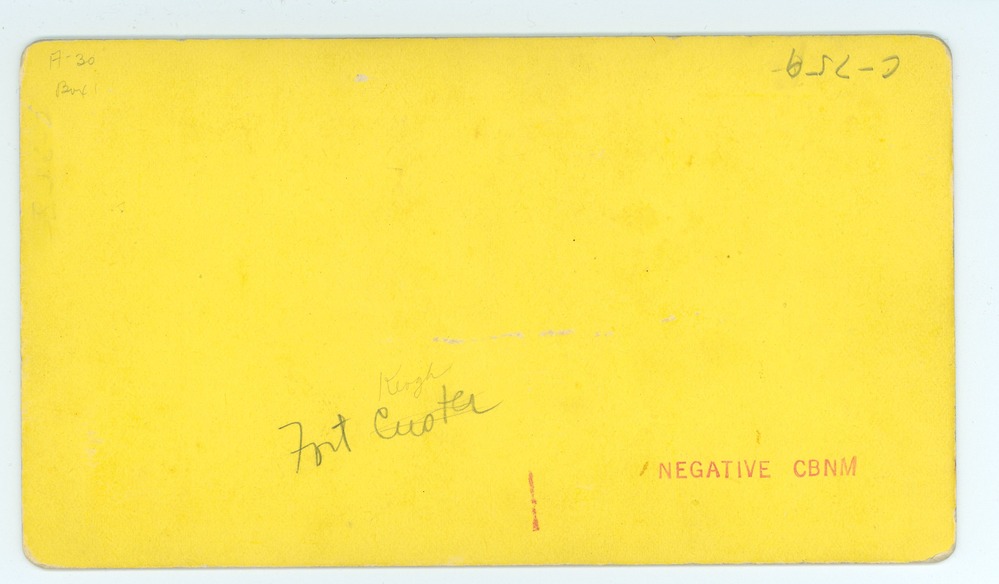 A-30
Box 1
C-759
Keogh
Fort Custer
NEGATIVE CBNM